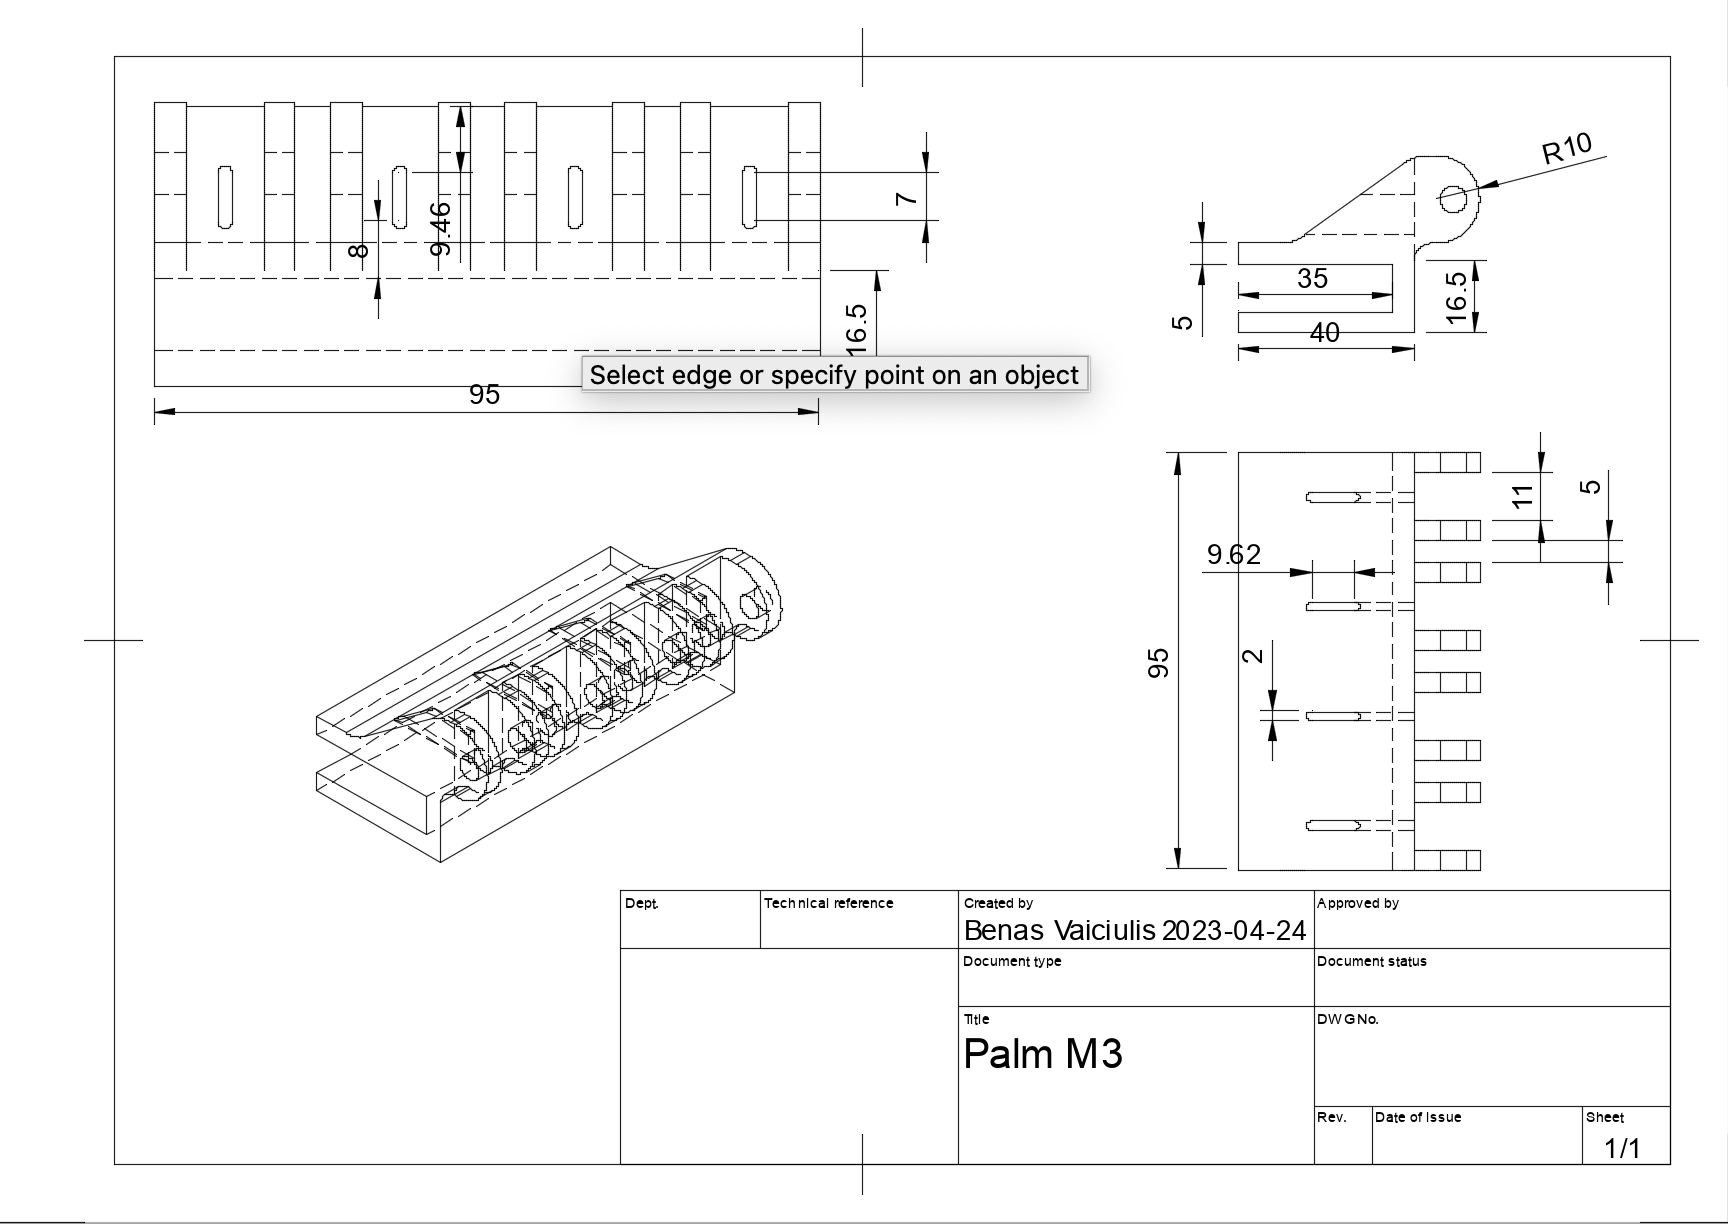 R10
7
9.46
8
35
16.5
5
40
16.5
Select edge or specify point on an object
95
11
5
9.62
95
2
Dept.
Technical reference
Created by
Approved by
Benas Vaiciulis 2023-04-24
Document type
Document status
Title
DWG No.
Palm M3
Rev.
Date of issue
Sheet
1/1